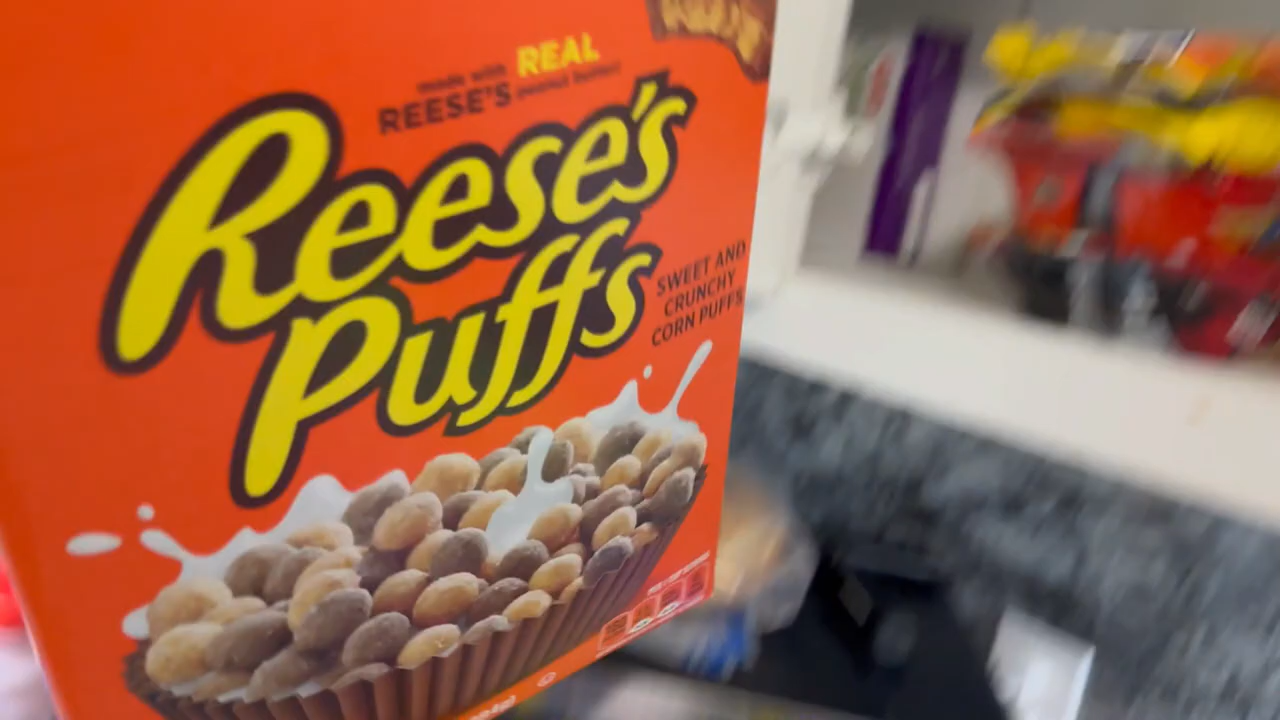 made with REAL
REESE'S peanut butter
Reese's
Puffs
SWEET AND
CRUNCHY
CORN PUFFS